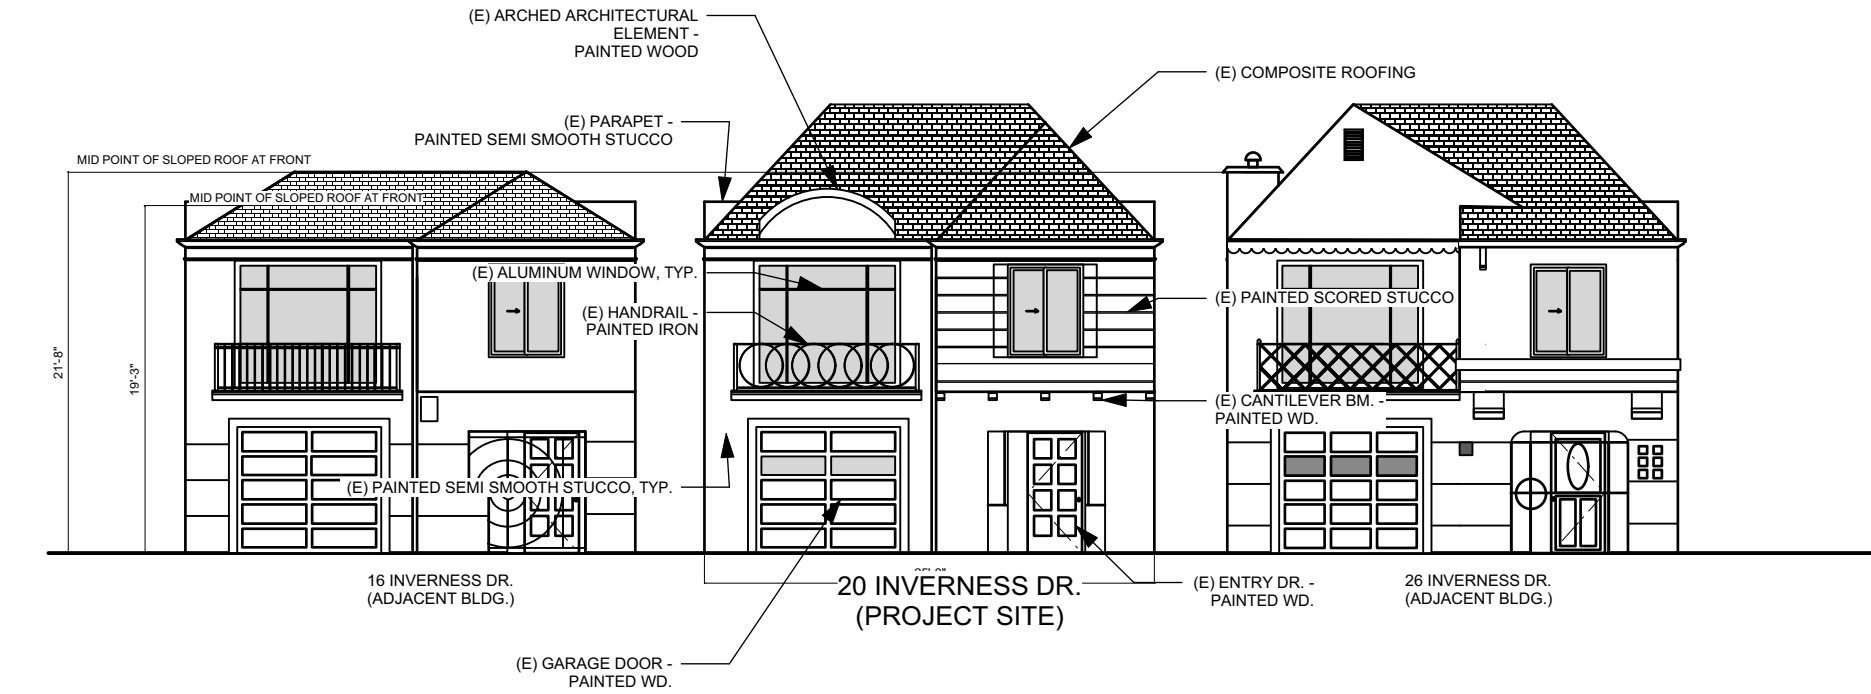 (E) ARCHED ARCHITECTURAL
ELEMENT -
PAINTED WOOD
(E) COMPOSITE ROOFING
(E) PARAPET -
PAINTED SEMI SMOOTH STUCCO
MID POINT OF SLOPED ROOF AT FRONT
MID POINT OF SLOPED ROOF AT FRONT
(E) ALUMINUM WINDOW, TYP.
(E) PAINTED SCORED STUCCO
(E) HANDRAIL -
PAINTED IRON
21'-8"
19'-3"
(E) CANTILEVER BM. -
PAINTED WD.
(E) PAINTED SEMI SMOOTH STUCCO, TYP.
16 INVERNESS DR.
(ADJACENT BLDG.)
20 INVERNESS DR.
(PROJECT SITE)
(E) ENTRY DR. -
PAINTED WD.
26 INVERNESS DR.
(ADJACENT BLDG.)
(E) GARAGE DOOR -
PAINTED WD.